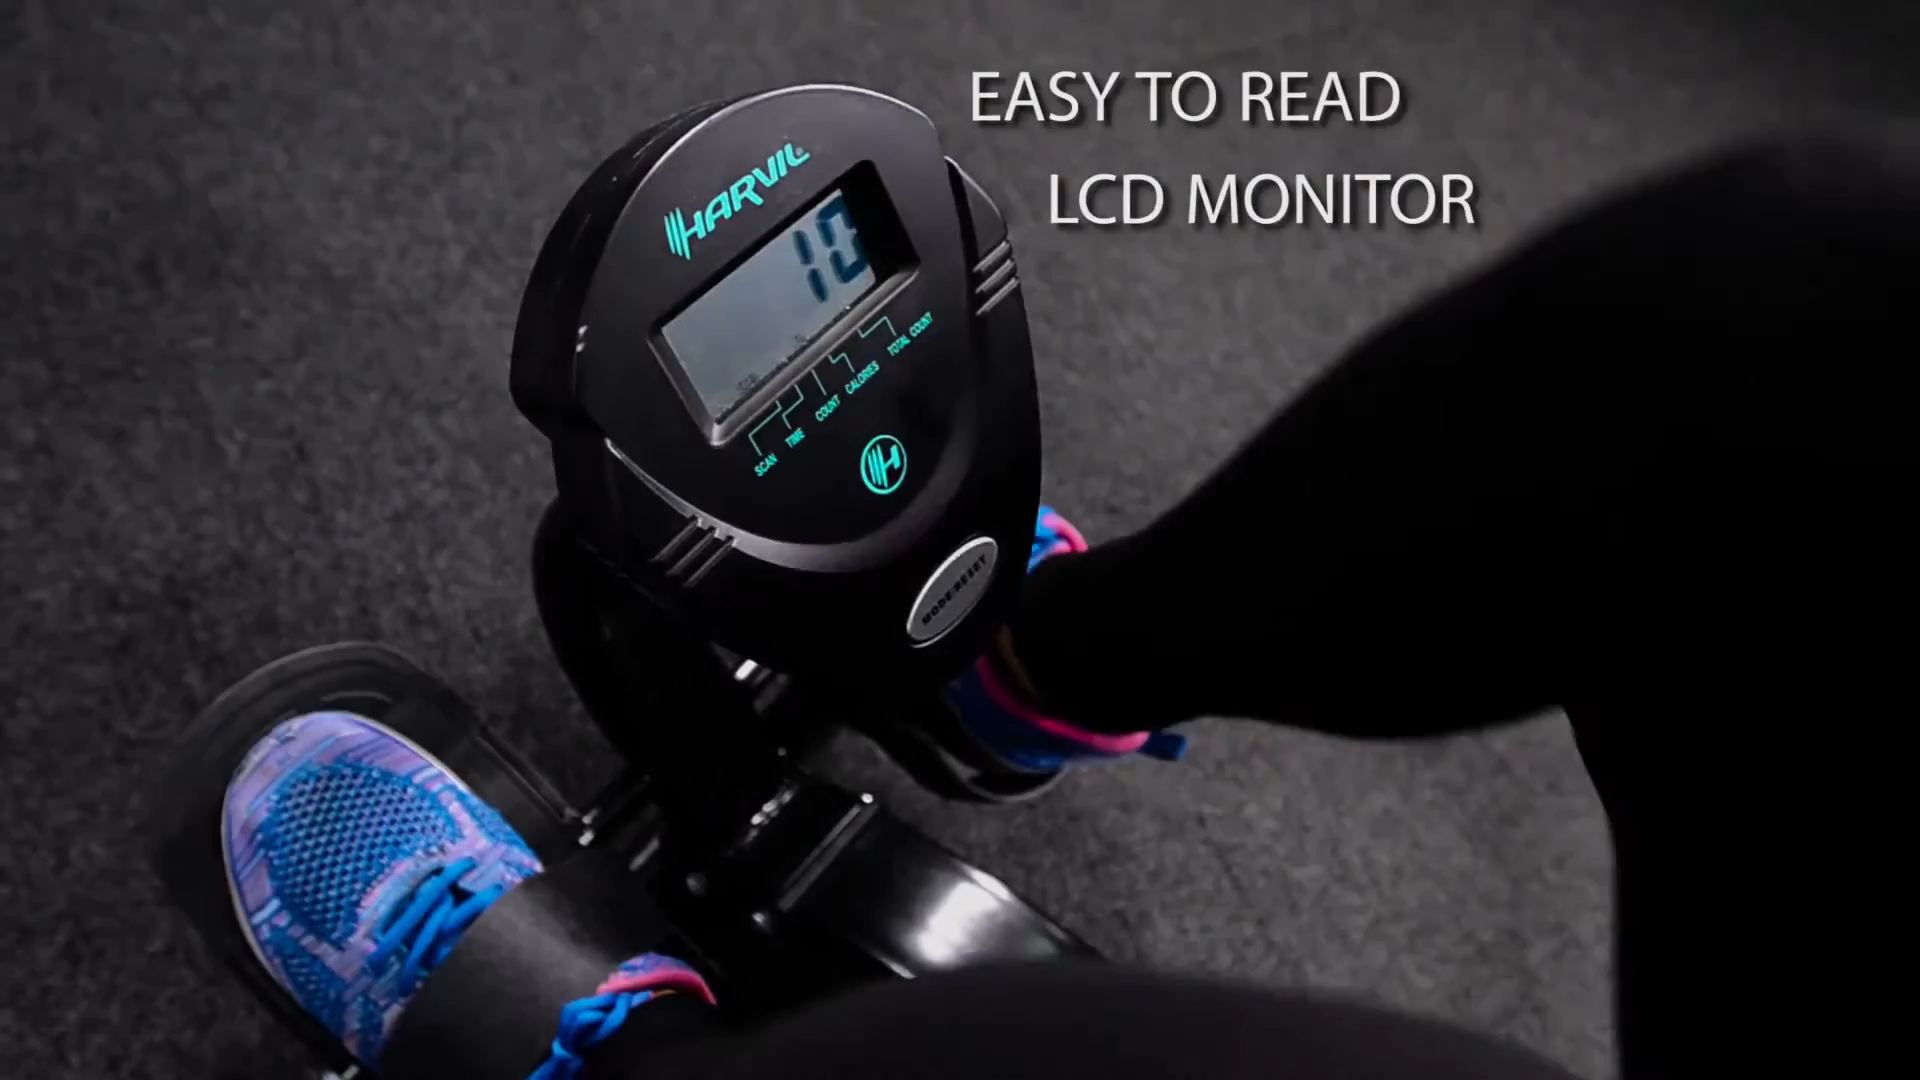 EASY TO READ
LCD MONITOR
HARVIL
10
SCAN
TIME
COUNT
CALORIES
TOTAL COUNT
H
MODE/RESET